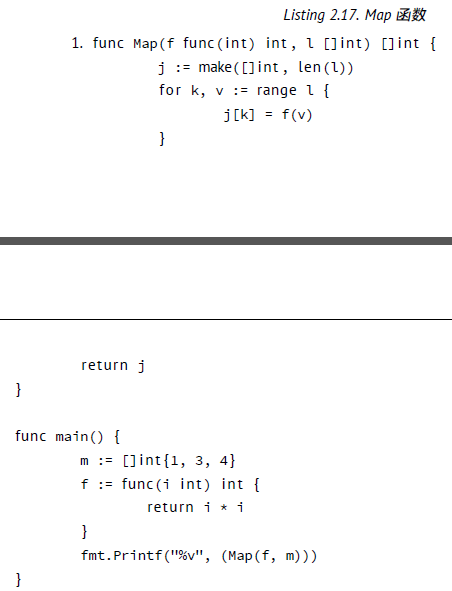 Listing 2.17. Map 函数
1. func Map(f func(int) int, l []int) []int {
j := make([]int, len(l))
for k, v := range l {
j[k] = f(v)
}
return j
}
func main() {
m := []int{1, 3, 4}
f := func(i int) int {
return i * i
}
fmt.Printf("%v", (Map(f, m)))
}